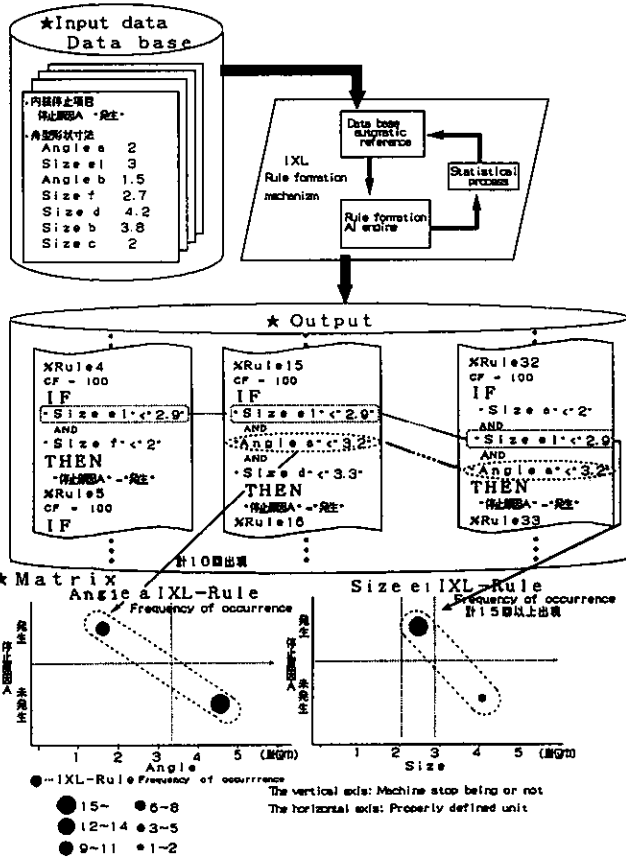 ★Input data
Data base
・内装停止項目
停止原因A "発生"
・角型形状寸法
Angle a 2
Size e1 3
Angle b 1.5
Size f 2.7
Size d 4.2
Size b 3.8
Size c 2
IXL
Rule formation
mechanism
Data base
automatic
reference
Statistical
process
Rule formation
AI engine
★ Output
%Rule4
CF = 100
IF
"Size e1"<"2.9"
AND
"Size f"<"2"
THEN
"停止原因A"="発生"
%Rule5
CF = 100
IF
%Rule15
CF = 100
IF
"Size e1"<"2.9"
AND
"Angle a"<"3.2"
AND
"Size d"<"3.3"
THEN
"停止原因A"="発生"
%Rule16
%Rule32
CF = 100
IF
"Size a"<"2"
AND
"Size e1"<"2.9
AND
"Angle a"<"3.2"
THEN
"停止原因A"="発生"
%Rule33
計10回出現
★Matrix
Angle a IXL-Rule
Frequency of occurrence
発生
停止原因A
未発生
0 1 2 3 4 5
Angle
Size e1 IXL-Rule
Frequency of occurrence
計15回以上出現
発生
停止原因A
未発生
1 2 3 4 5
Size
●…IXL-Rule Frequency of occurrrence
●15~ ●6~8
●12~14 ●3~5
●9~11 ●1~2
The vertical axis: Machine stop being or not
The horizontal axis: Properly defined unit